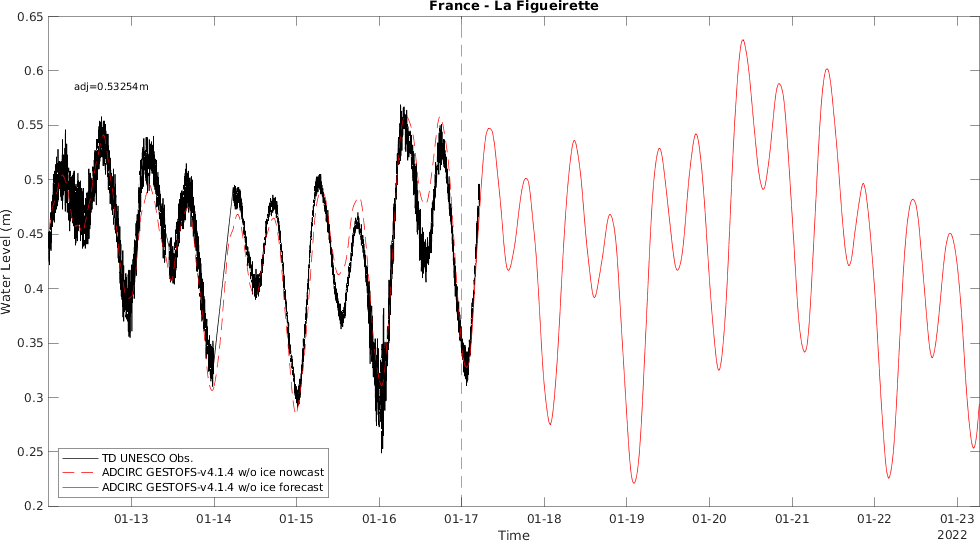 France - La Figueirette
0.65
0.6
0.55
0.5
0.45
0.4
0.35
0.3
0.25
0.2
Water Level (m)
adj=0.53254m
TD UNESCO Obs.
ADCIRC GESTOFS-v4.1.4 w/o ice nowcast
ADCIRC GESTOFS-v4.1.4 w/o ice forecast
01-13 01-14 01-15 01-16 01-17 01-18 01-19 01-20 01-21 01-22 01-23
Time
2022